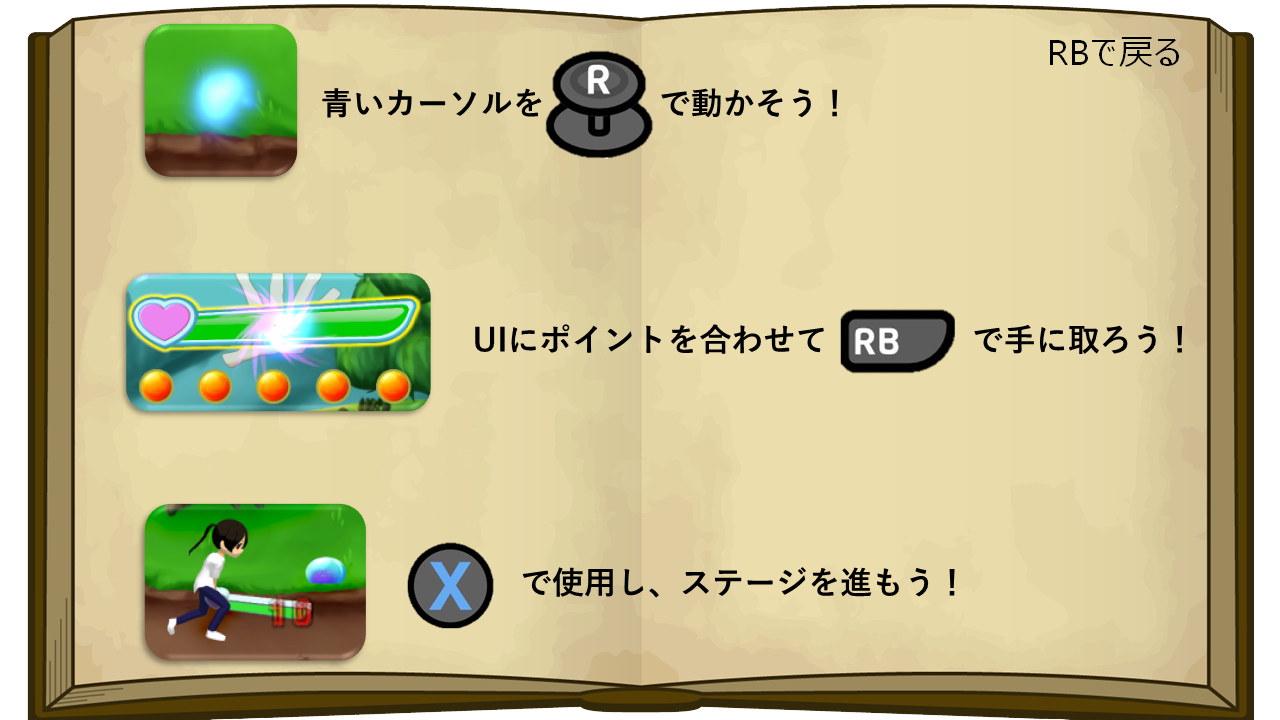 RBで戻る
青いカーソルを R で動かそう！
UIにポイントを合わせて RB で手に取ろう！
X で使用し、ステージを進もう！
10